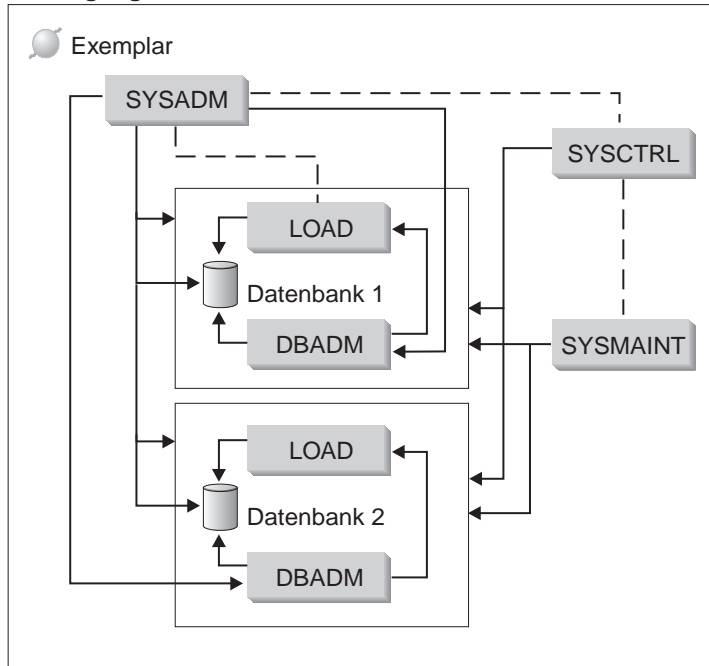 Exemplar
SYSADM
SYSCTRL
LOAD
Datenbank 1
DBADM
SYSMAINT
LOAD
Datenbank 2
DBADM